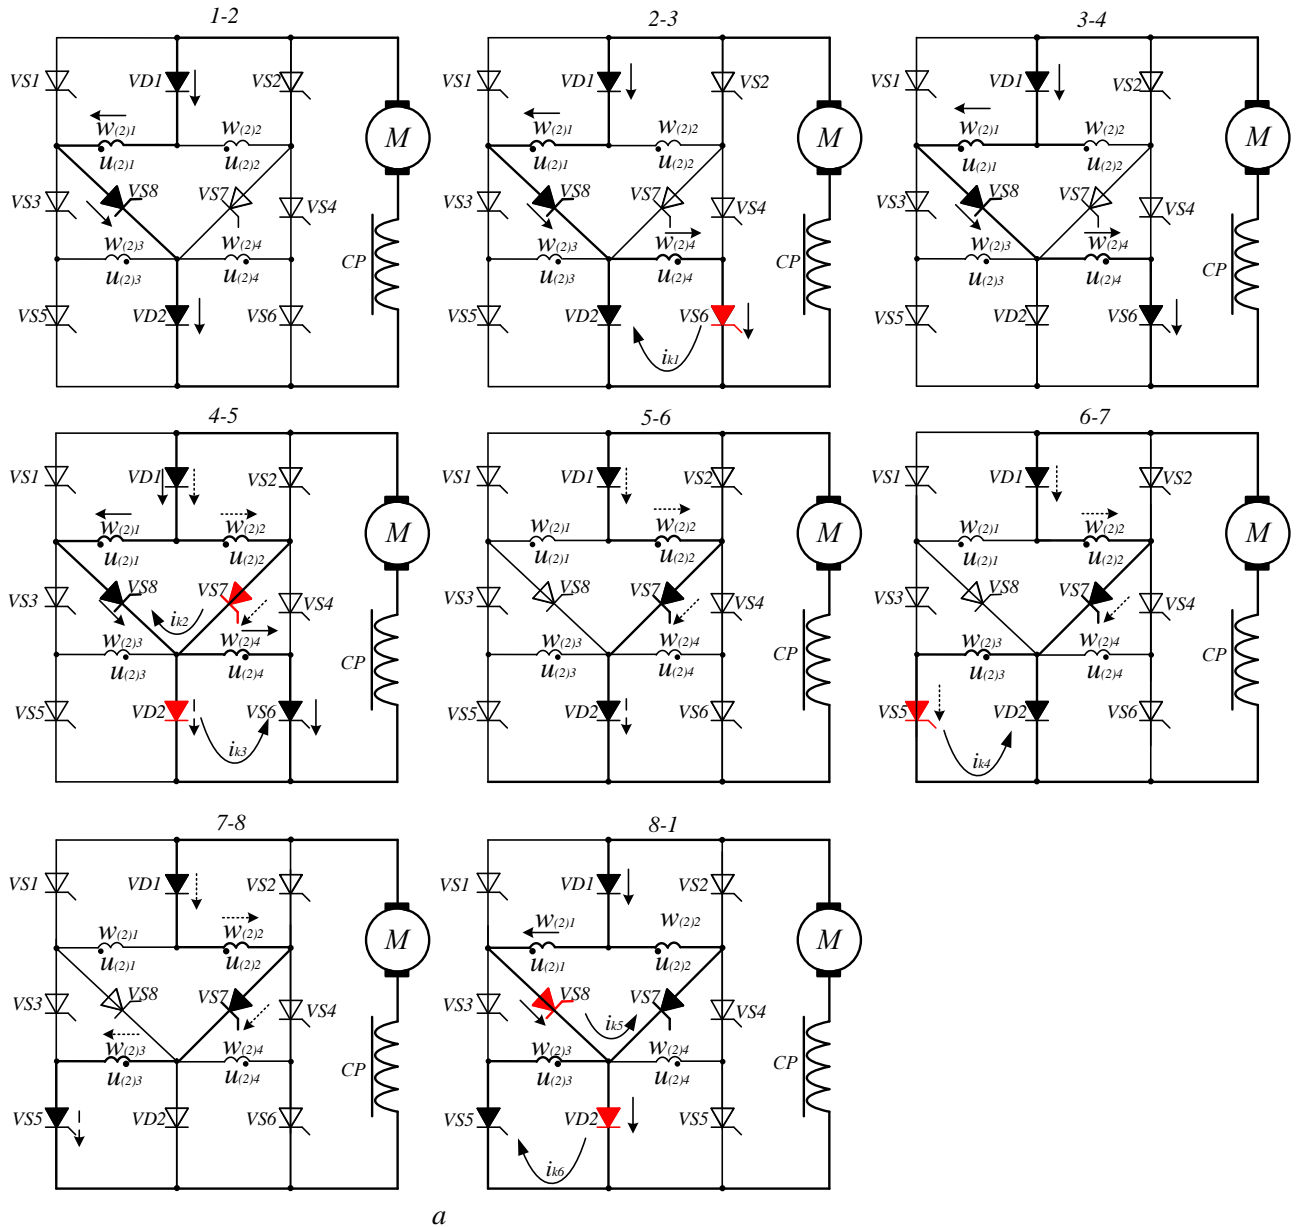 1-2 2-3 3-4
VS1 VD1 VS2 VS1 VD1 VS2 VS1 VD1 VS2
w(2)1 w(2)2 M w(2)1 w(2)2 M w(2)1 w(2)2 M
u(2)1 u(2)2 u(2)1 u(2)2 u(2)1 u(2)2
VS3 VS8 VS7 VS4 VS3 VS8 VS7 VS4 VS3 VS8 VS7 VS4
w(2)3 w(2)4 CP w(2)3 w(2)4 CP w(2)3 w(2)4 CP
u(2)3 u(2)4 u(2)3 u(2)4 u(2)3 u(2)4
VS5 VD2 VS6 VS5 VD2 VS6 VS5 VD2 VS6
ik1
4-5 5-6 6-7
VS1 VD1 VS2 VS1 VD1 VS2 VS1 VD1 VS2
w(2)1 w(2)2 M w(2)1 w(2)2 M w(2)1 w(2)2 M
u(2)1 u(2)2 u(2)1 u(2)2 u(2)1 u(2)2
VS3 VS8 VS7 VS4 VS3 VS8 VS7 VS4 VS3 VS8 VS7 VS4
ik2
w(2)3 w(2)4 CP w(2)3 w(2)4 CP w(2)3 w(2)4 CP
u(2)3 u(2)4 u(2)3 u(2)4 u(2)3 u(2)4
VS5 VD2 VS6 VS5 VD2 VS6 VS5 VD2 VS6
ik3 ik4
7-8 8-1
VS1 VD1 VS2 VS1 VD1 VS2
w(2)1 w(2)2 M w(2)1 w(2)2 M
u(2)1 u(2)2 u(2)1 u(2)2
VS3 VS8 VS7 VS4 VS3 VS8 VS7 VS4
ik5
w(2)3 w(2)4 CP w(2)3 w(2)4 CP
u(2)3 u(2)4 u(2)3 u(2)4
VS5 VD2 VS6 VS5 VD2 VS5
ik6
a